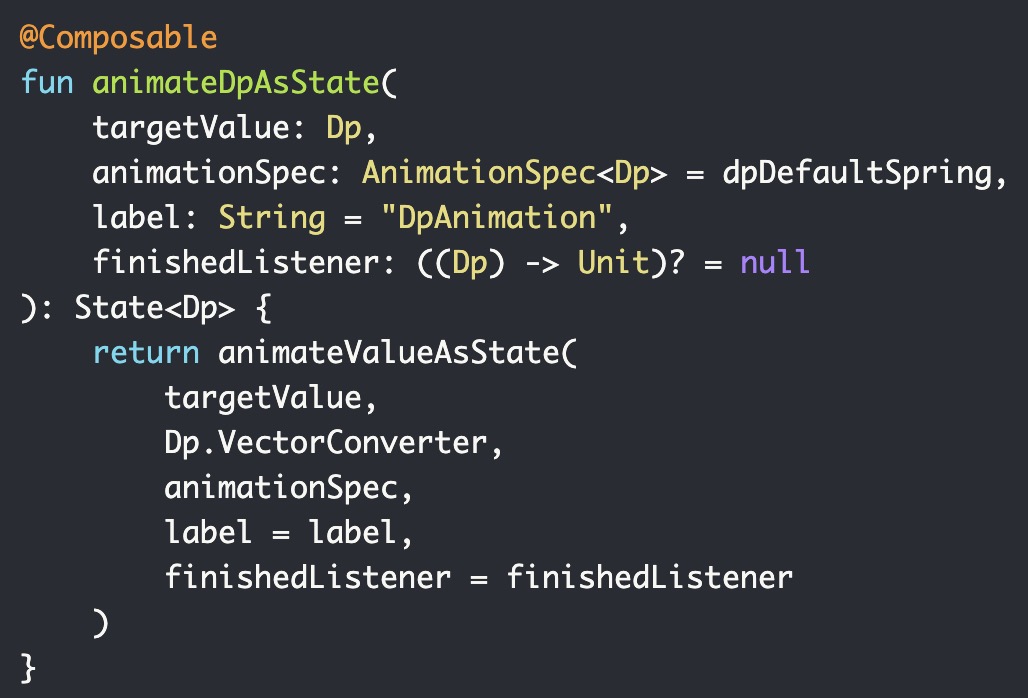 @Composable
fun animateDpAsState(
    targetValue: Dp,
    animationSpec: AnimationSpec<Dp> = dpDefaultSpring,
    label: String = "DpAnimation",
    finishedListener: ((Dp) -> Unit)? = null
): State<Dp> {
    return animateValueAsState(
        targetValue,
        Dp.VectorConverter,
        animationSpec,
        label = label,
        finishedListener = finishedListener
    )
}